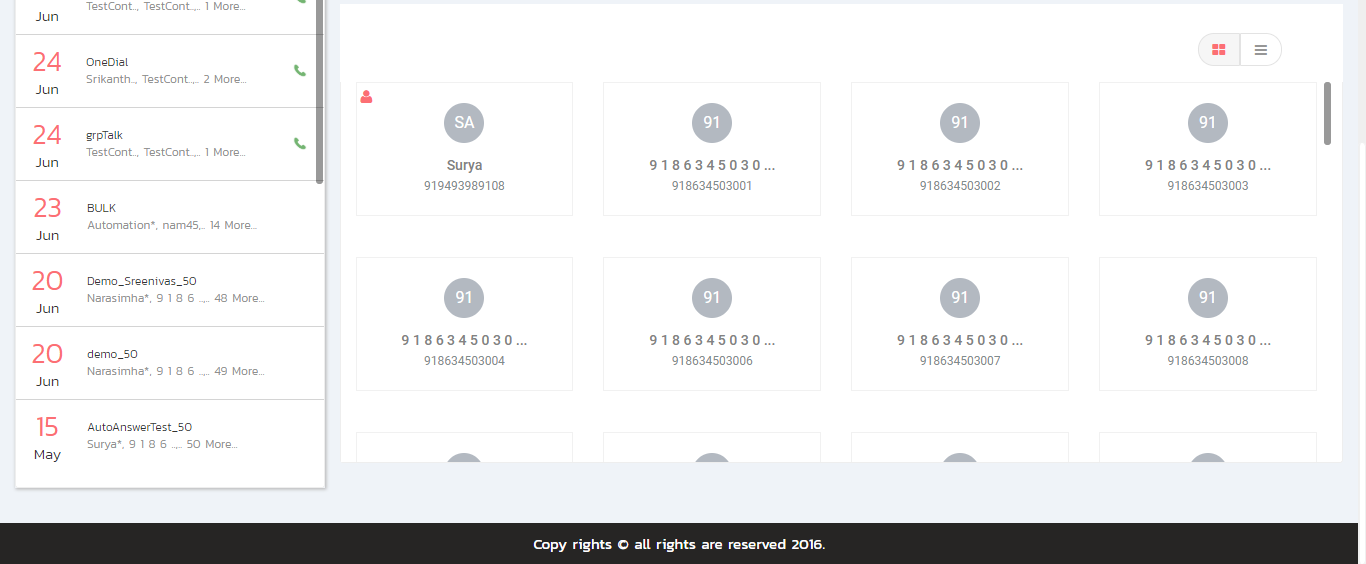 TestCont.., TestCont..,.. 1 More...
Jun
24
OneDial
Srikanth.., TestCont..,.. 2 More...
Jun
24
grpTalk
TestCont.., TestCont..,.. 1 More...
Jun
23
BULK
Automation*, nam45,.. 14 More...
Jun
20
Demo_Sreenivas_50
Narasimha*, 9 1 8 6 ..,.. 48 More...
Jun
20
demo_50
Narasimha*, 9 1 8 6 ..,.. 49 More...
Jun
15
AutoAnswerTest_50
Surya*, 9 1 8 6 ..,.. 50 More...
May
SA
Surya
919493989108
91
9 1 8 6 3 4 5 0 3 0 ...
918634503001
91
9 1 8 6 3 4 5 0 3 0 ...
918634503002
91
9 1 8 6 3 4 5 0 3 0 ...
918634503003
91
9 1 8 6 3 4 5 0 3 0 ...
918634503004
91
9 1 8 6 3 4 5 0 3 0 ...
918634503006
91
9 1 8 6 3 4 5 0 3 0 ...
918634503007
91
9 1 8 6 3 4 5 0 3 0 ...
918634503008
Copy rights © all rights are reserved 2016.